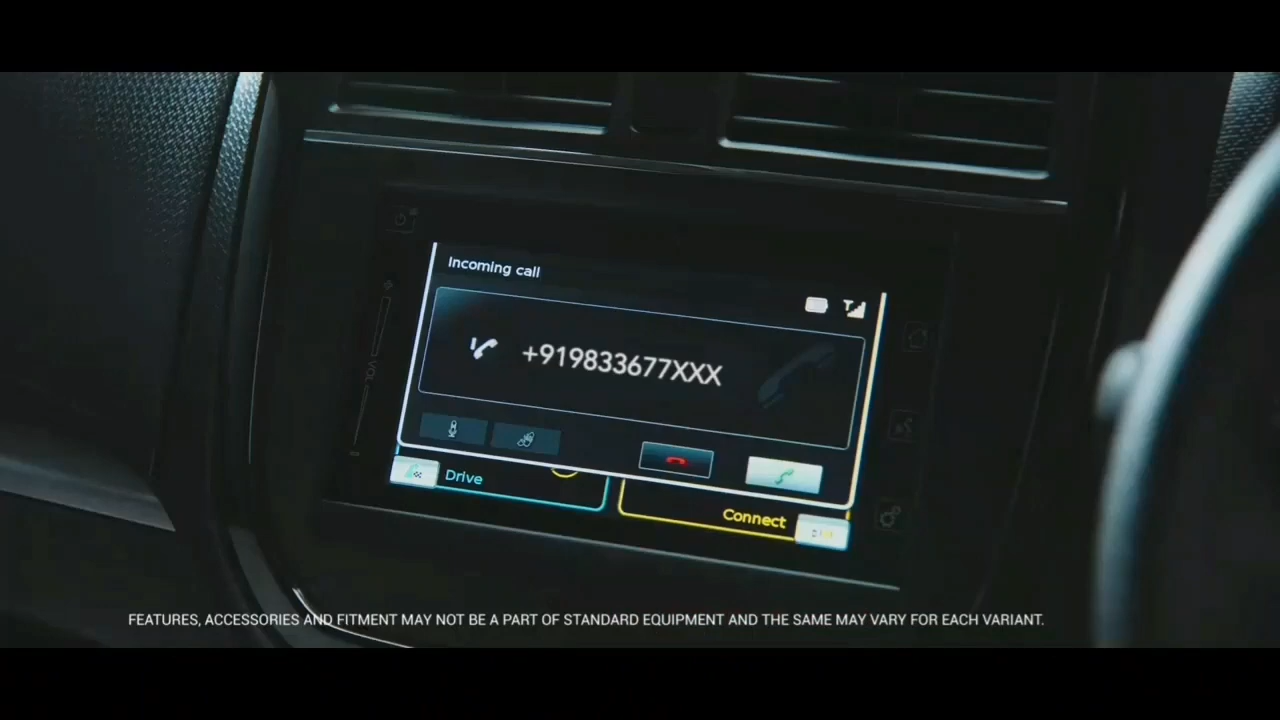 Incoming call
+919833677XXX
Drive
Connect
VOL
FEATURES, ACCESSORIES AND FITMENT MAY NOT BE A PART OF STANDARD EQUIPMENT AND THE SAME MAY VARY FOR EACH VARIANT.